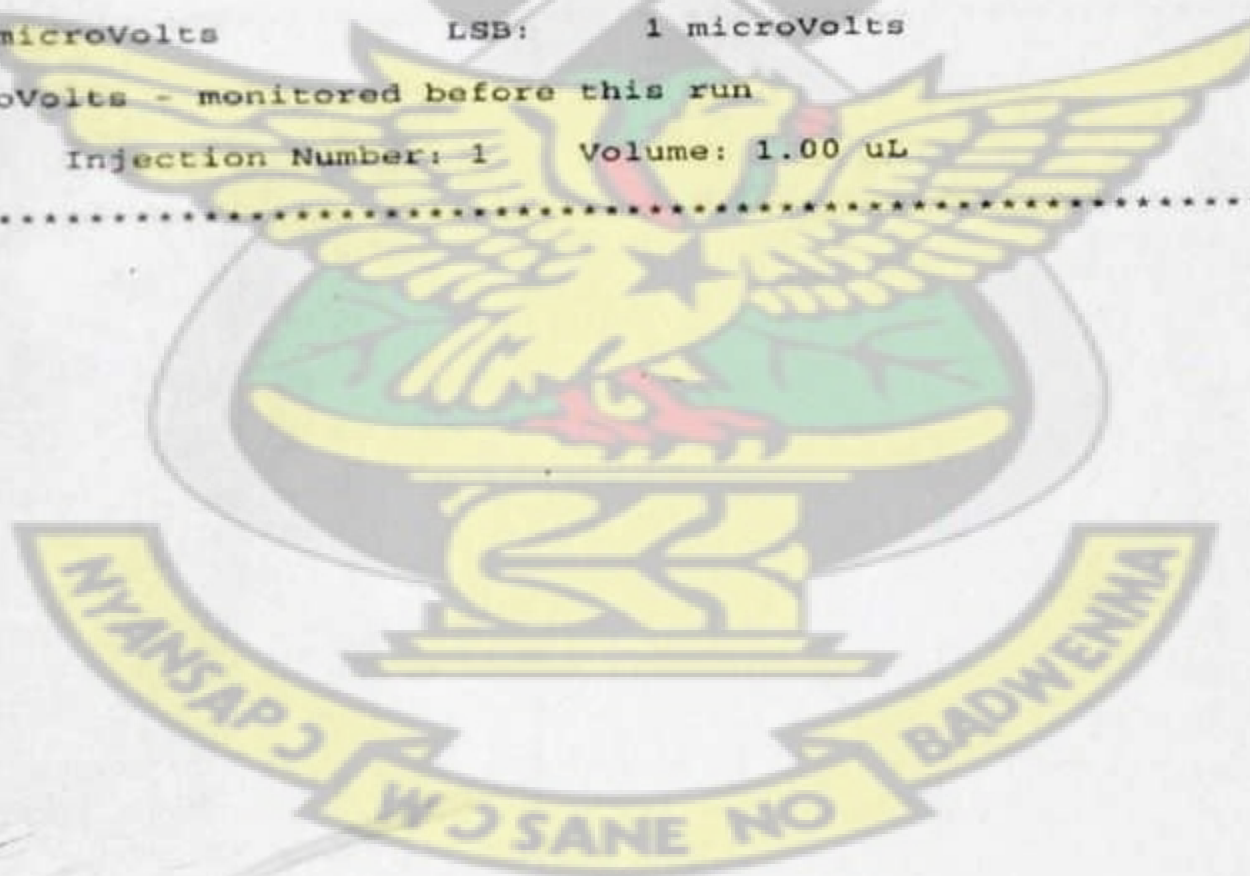 microVolts LSB: 1 microVolts
oVolts - monitored before this run
Injection Number: 1 Volume: 1.00 uL
****************************************************************
NYANSAPƆ
WƆSANE NO
BADWENMA